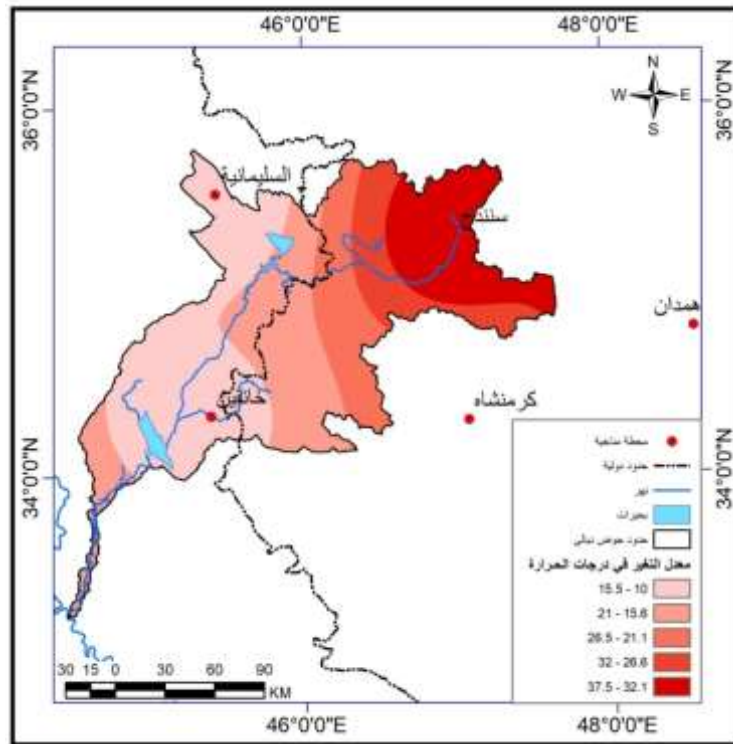 46°0'0"E 48°0'0"E
36°0'0"N 36°0'0"N
N
W E
S
السليمانية
همدان
خانقين
كرمنشاه
34°0'0"N 34°0'0"N
محطة مناخية
حدود دولية
نهر
بحيرات
حدود حوض ديالى
معدل التغير في درجات الحرارة
15.5 - 10
21 - 15.6
26.5 - 21.1
32 - 26.6
37.5 - 32.1
30 15 0 30 60 90
KM
46°0'0"E 48°0'0"E